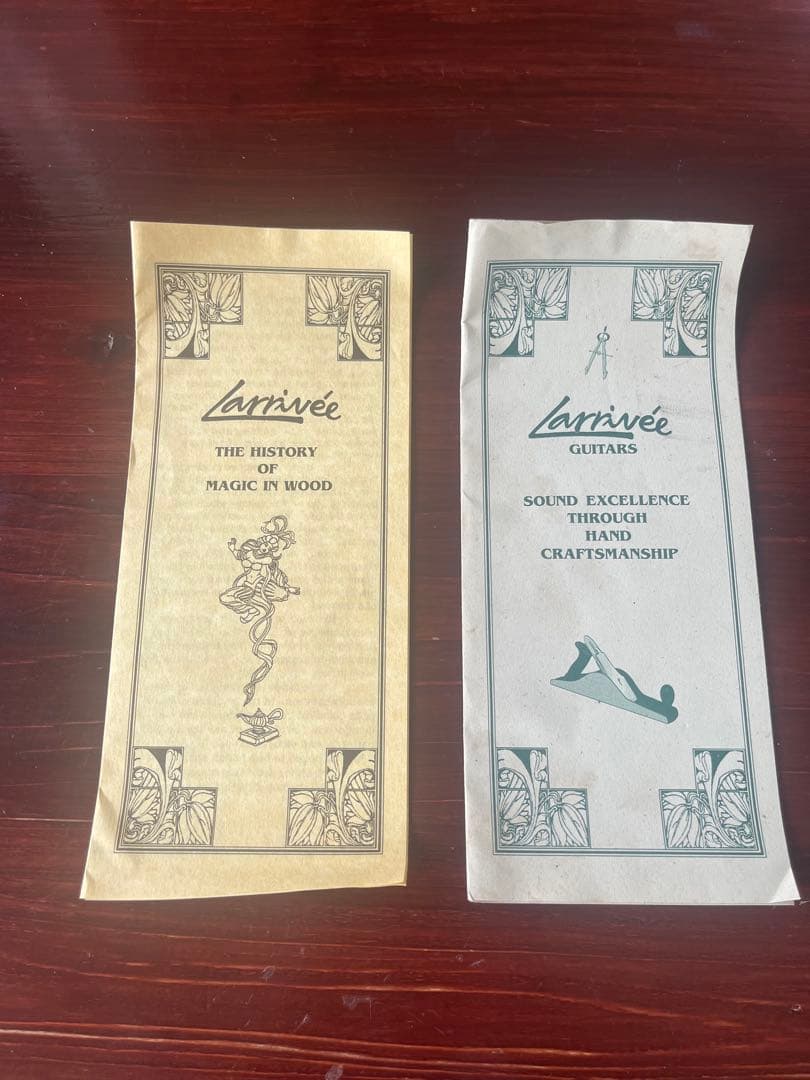 Larrivée
THE HISTORY
OF
MAGIC IN WOOD
Larrivée
GUITARS
SOUND EXCELLENCE
THROUGH
HAND
CRAFTSMANSHIP